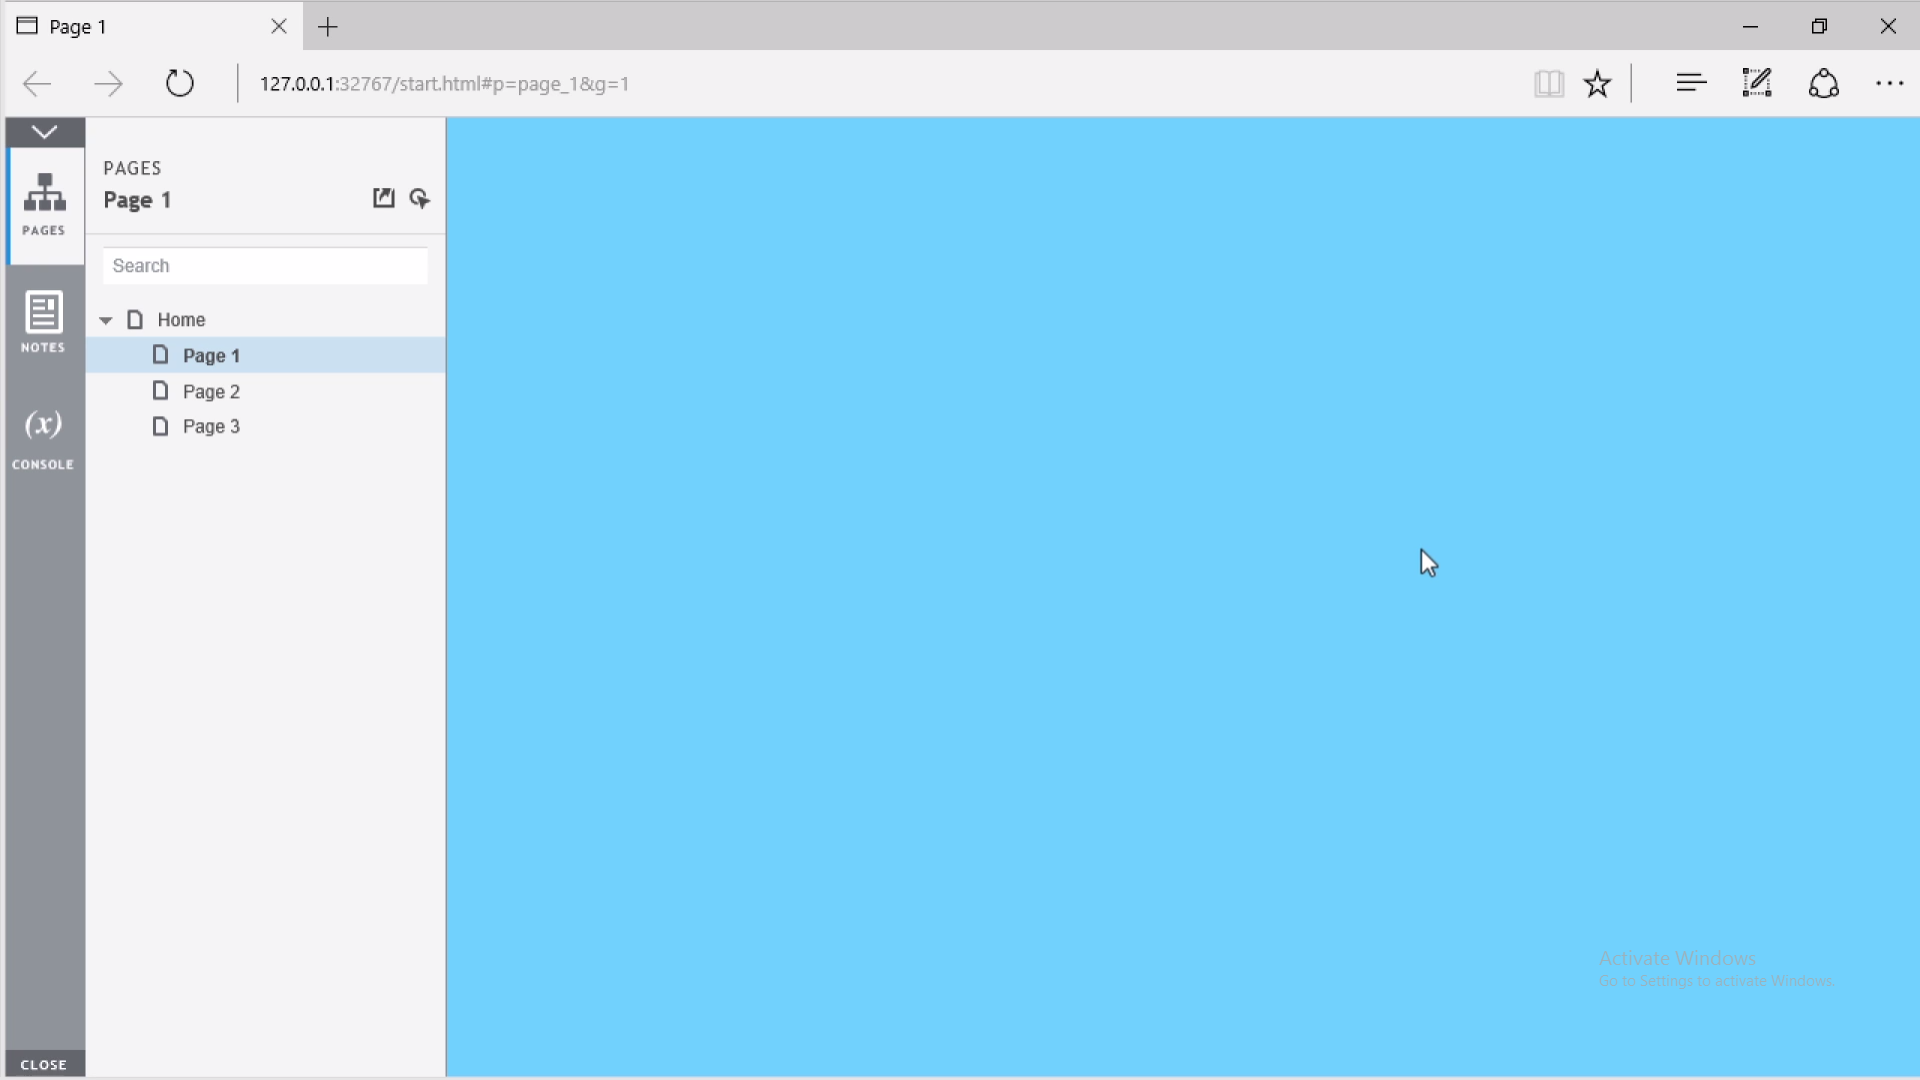 Page 1
127.0.0.1:32767/start.html#p=page_1&g=1
PAGES
Page 1
PAGES
Search
Home
Page 1
Page 2
Page 3
NOTES
(x)
CONSOLE
Activate Windows
Go to Settings to activate Windows.
CLOSE